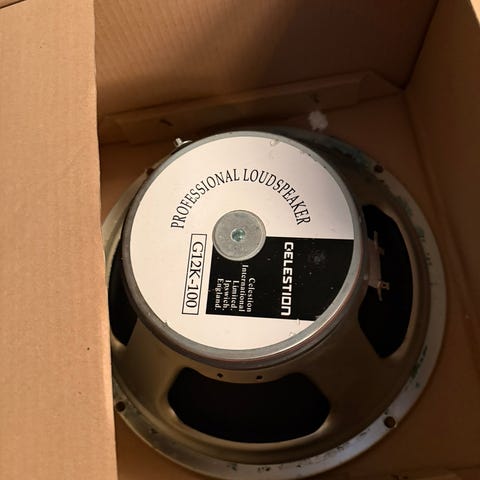 PROFESSIONAL LOUDSPEAKER
G12K-100
CELESTION
Celestion
International
Limited.
Ipswich.
England.